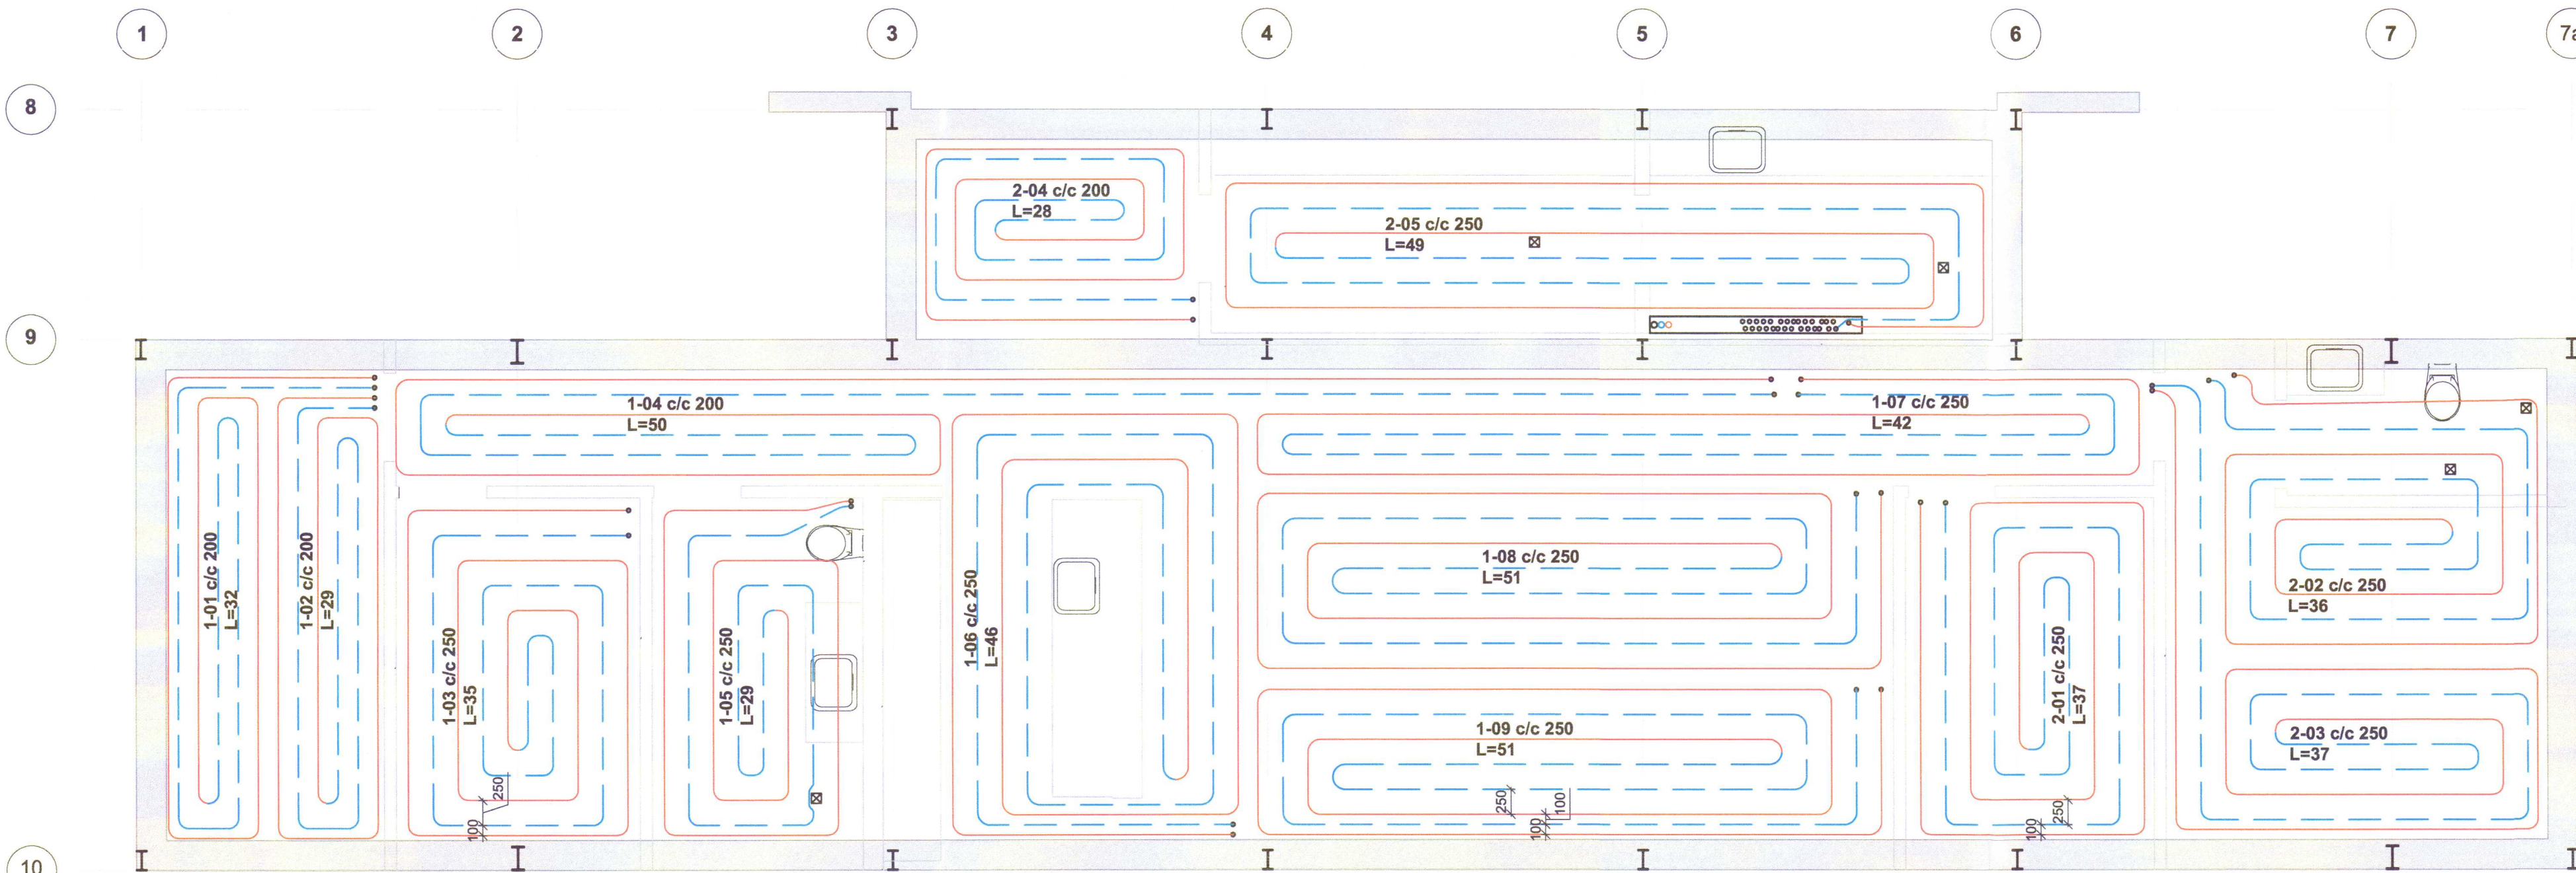 1
2
3
4
5
6
7
7a
8
9
10
2-04 c/c 200
L=28
2-05 c/c 250
L=49
1-04 c/c 200
L=50
1-07 c/c 250
L=42
1-01 c/c 200
L=32
1-02 c/c 200
L=29
1-03 c/c 250
L=35
1-05 c/c 250
L=29
1-06 c/c 250
L=46
1-08 c/c 250
L=51
1-09 c/c 250
L=51
2-01 c/c 250
L=37
2-02 c/c 250
L=36
2-03 c/c 250
L=37
250
100
250
100
100
250
100